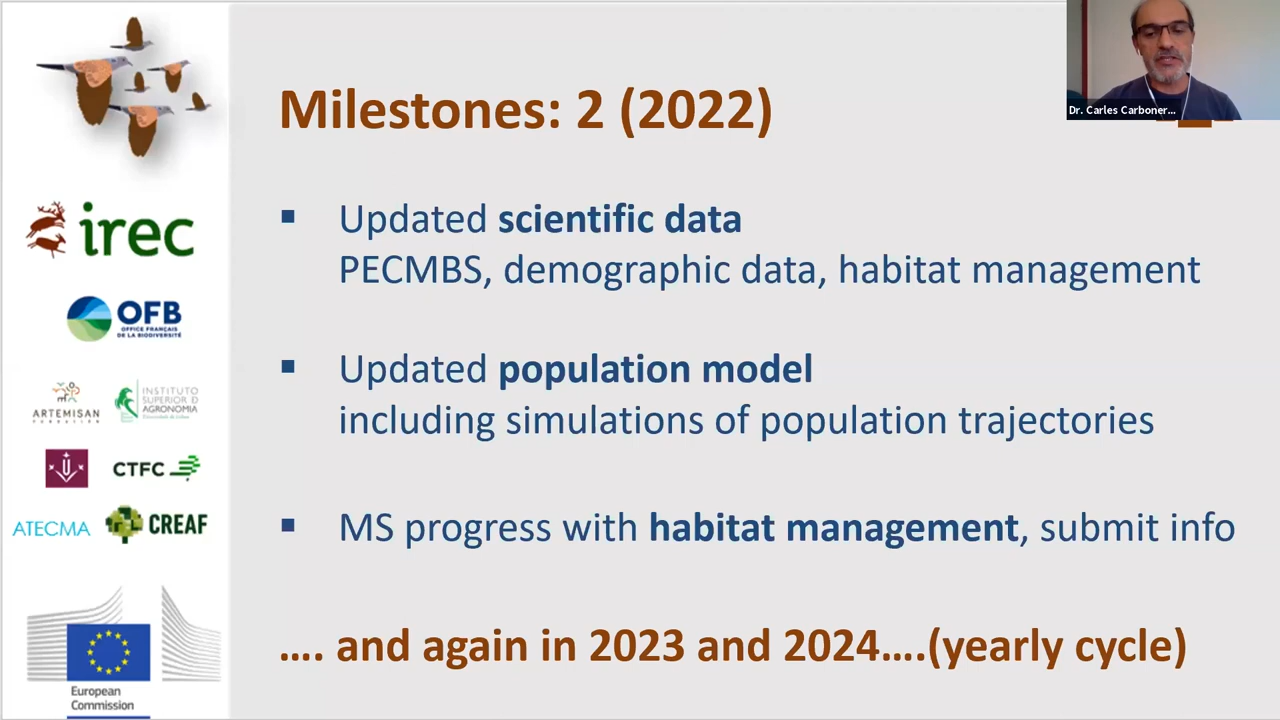 Milestones: 2 (2022)
Dr. Carles Carboner...
Updated scientific data
PECMBS, demographic data, habitat management
Updated population model
including simulations of population trajectories
MS progress with habitat management, submit info
.... and again in 2023 and 2024....(yearly cycle)
irec
OFB
OFFICE FRANÇAIS
DE LA BIODIVERSITÉ
ARTEMISAN
FUNDACIÓN
INSTITUTO
SUPERIOR D
AGRONOMIA
CTFC
ATECMA
CREAF
European
Commission